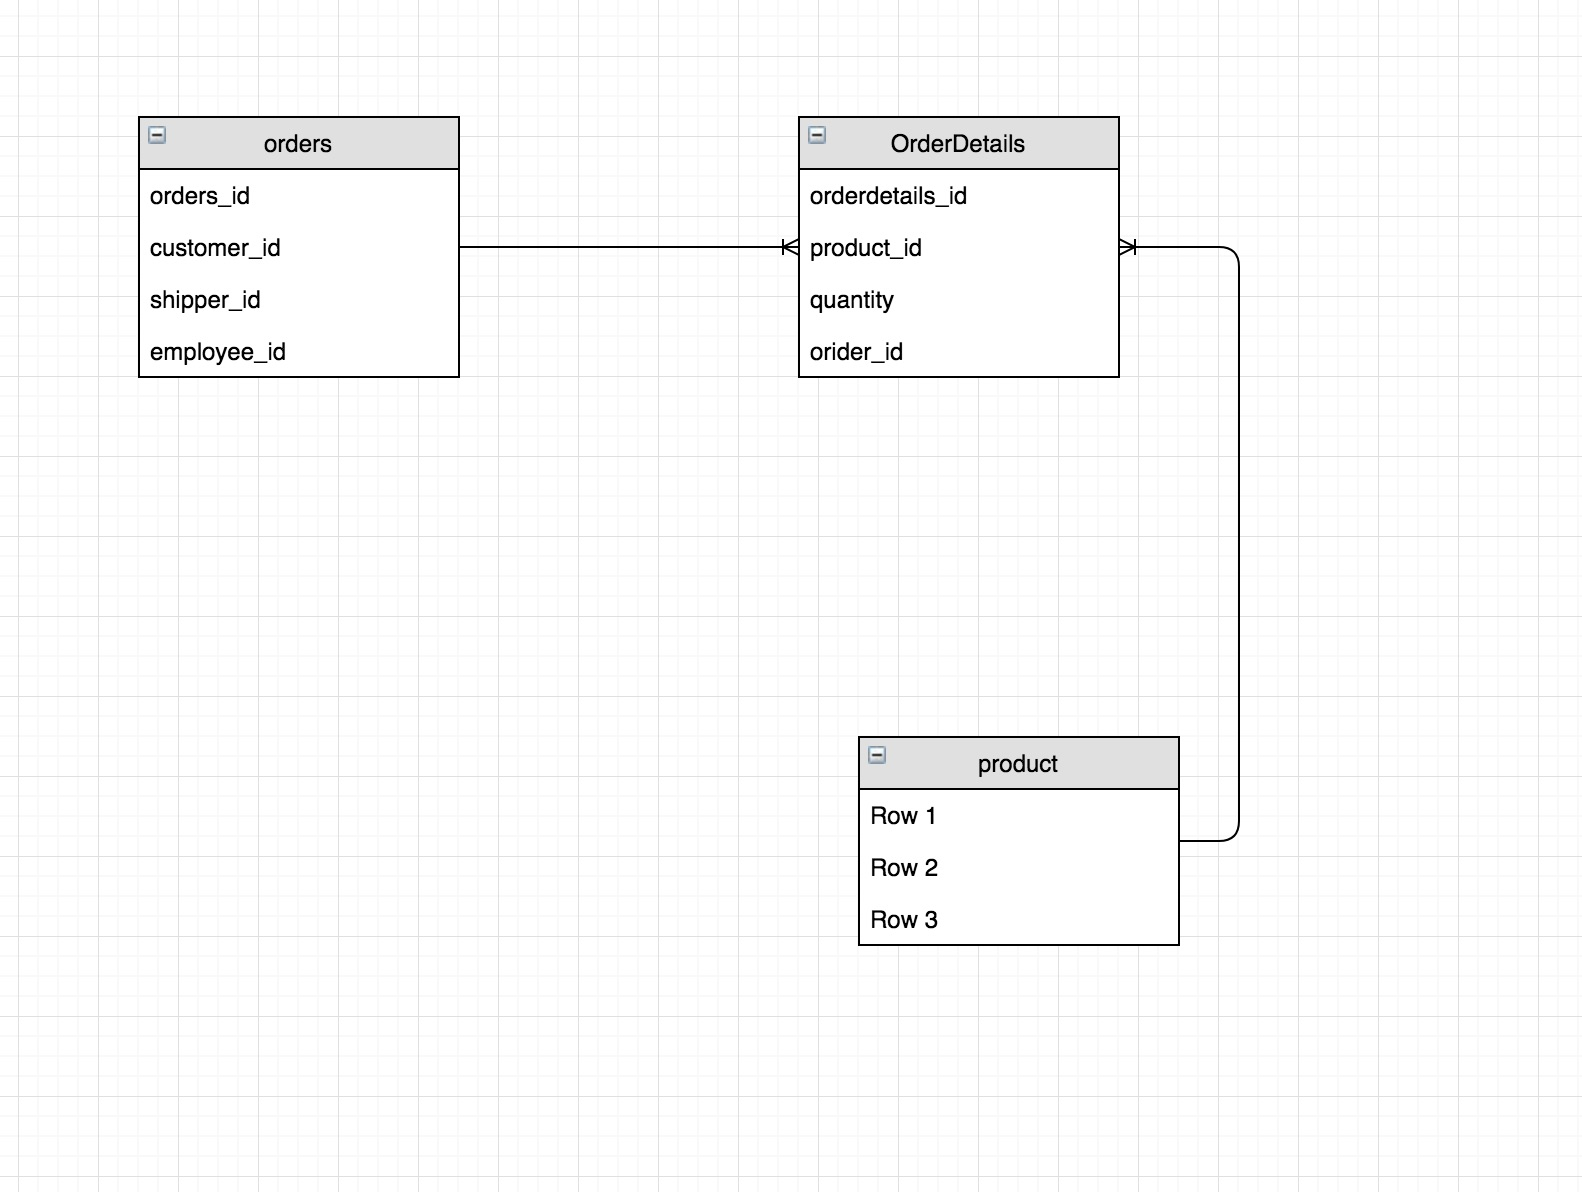 orders
orders_id
customer_id
shipper_id
employee_id
OrderDetails
orderdetails_id
product_id
quantity
orider_id
product
Row 1
Row 2
Row 3